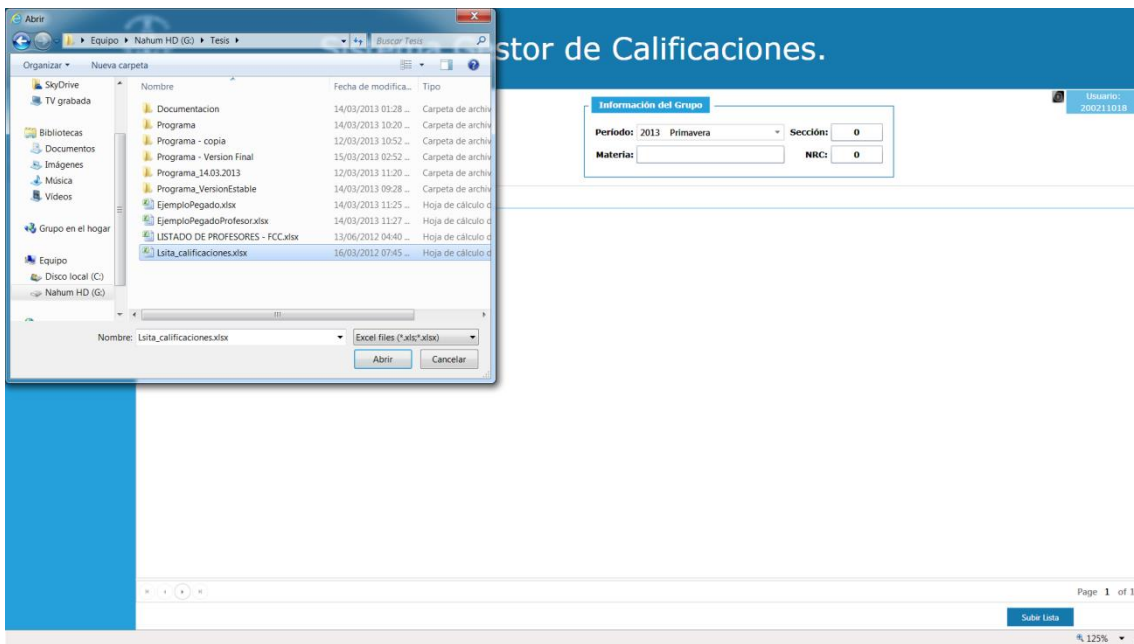 Abrir
Equipo Nahum HD (G:) Tesis
Buscar Tesis
stor de Calificaciones.
Organizar Nueva carpeta
Usuario:
200211018
SkyDrive
TV grabada
Bibliotecas
Documentos
Imágenes
Música
Vídeos
Grupo en el hogar
Equipo
Disco local (C:)
Nahum HD (G:)
Nombre Fecha de modifica... Tipo
Documentacion 14/03/2013 01:28 ... Carpeta de archiv
Programa 14/03/2013 10:20 ... Carpeta de archiv
Programa - copia 12/03/2013 10:52 ... Carpeta de archiv
Programa - Version Final 15/03/2013 02:52 ... Carpeta de archiv
Programa_14.03.2013 12/03/2013 11:20 ... Carpeta de archiv
Programa_VersionEstable 14/03/2013 09:28 ... Carpeta de archiv
EjemploPegado.xlsx 14/03/2013 11:25 ... Hoja de cálculo d
EjemploPegadoProfesor.xlsx 14/03/2013 11:27 ... Hoja de cálculo d
LISTADO DE PROFESORES - FCC.xlsx 13/06/2012 04:40 ... Hoja de cálculo d
Lsita_calificaciones.xlsx 16/03/2012 07:45 ... Hoja de cálculo d
Nombre: Lsita_calificaciones.xlsx Excel files (*.xls;*.xlsx)
Abrir Cancelar
Información del Grupo
Período: 2013 Primavera Sección: 0
Materia: NRC: 0
Page 1 of 1
Subir Lista
125%